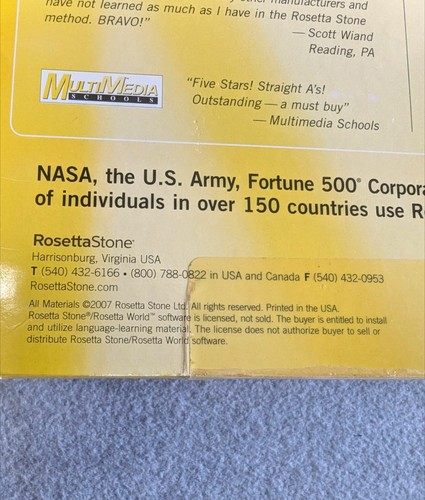 have not learned as much as I have in the Rosetta Stone
method. BRAVO!"
— Scott Wiand
Reading, PA
MULTIMEDIA
SCHOOLS
"Five Stars! Straight A's!
Outstanding — a must buy"
— Multimedia Schools
NASA, the U.S. Army, Fortune 500® Corpora
of individuals in over 150 countries use R
RosettaStone®
Harrisonburg, Virginia USA
T (540) 432-6166 • (800) 788-0822 in USA and Canada F (540) 432-0953
RosettaStone.com
All Materials ©2007 Rosetta Stone Ltd. All rights reserved. Printed in the USA.
Rosetta Stone®/Rosetta World™ software is licensed, not sold. The buyer is entitled to install
and utilize language-learning material. The license does not authorize buyer to sell or
distribute Rosetta Stone/Rosetta World software.